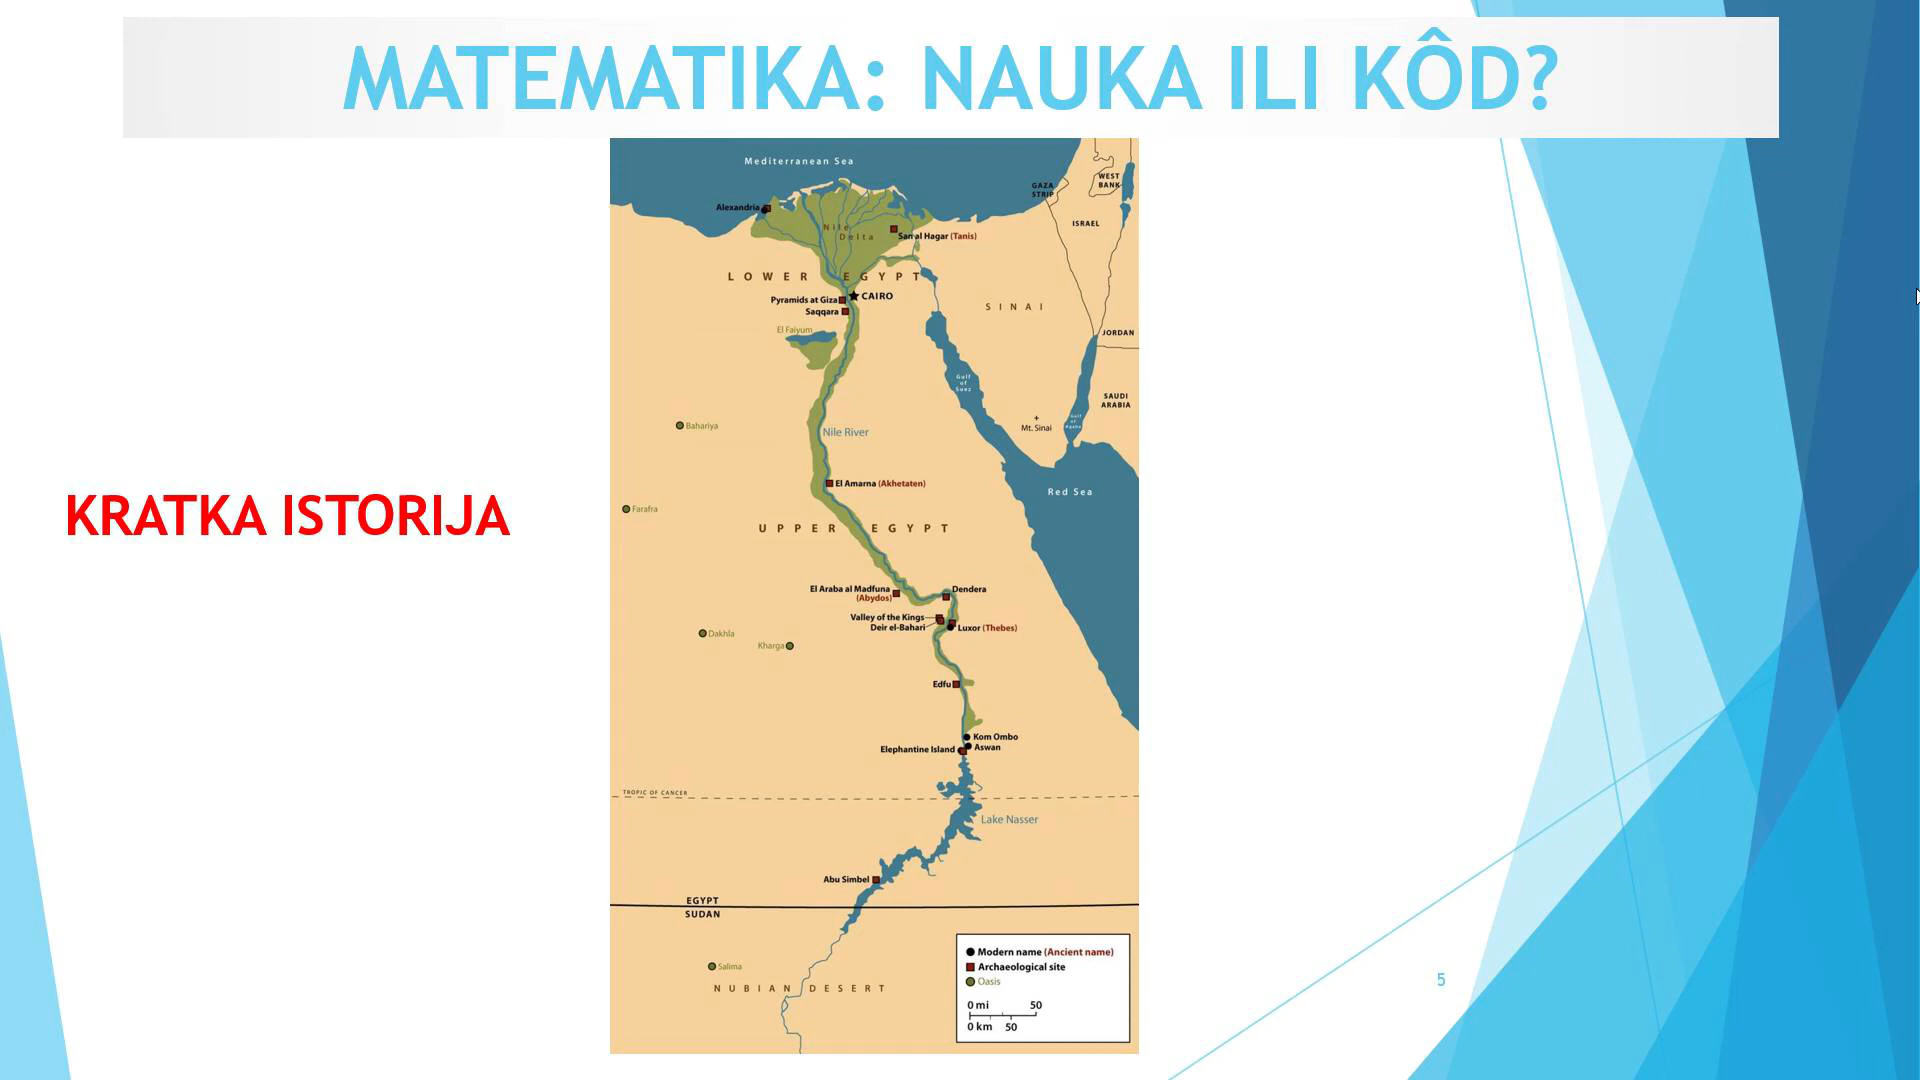 MATEMATIKA: NAUKA ILI KÔD?
KRATKA ISTORIJA
Mediterranean Sea
GAZA
STRIP
WEST
BANK
ISRAEL
Alexandria
Nile
Delta
San al Hagar (Tanis)
LOWER EGYPT
Pyramids at Giza
CAIRO
Saqqara
SINAI
El Faiyum
JORDAN
Gulf
of
Suez
SAUDI
ARABIA
Mt. Sinai
Gulf
of
Aqaba
Bahariya
Nile River
El Amarna (Akhetaten)
Red Sea
Farafra
UPPER EGYPT
El Araba al Madfuna
(Abydos)
Dendera
Valley of the Kings
Deir el-Bahari
Luxor (Thebes)
Dakhla
Kharga
Edfu
Kom Ombo
Aswan
Elephantine Island
TROPIC OF CANCER
Lake Nasser
Abu Simbel
EGYPT
SUDAN
Salima
NUBIAN DESERT
Modern name (Ancient name)
Archaeological site
Oasis
0 mi 50
0 km 50
5